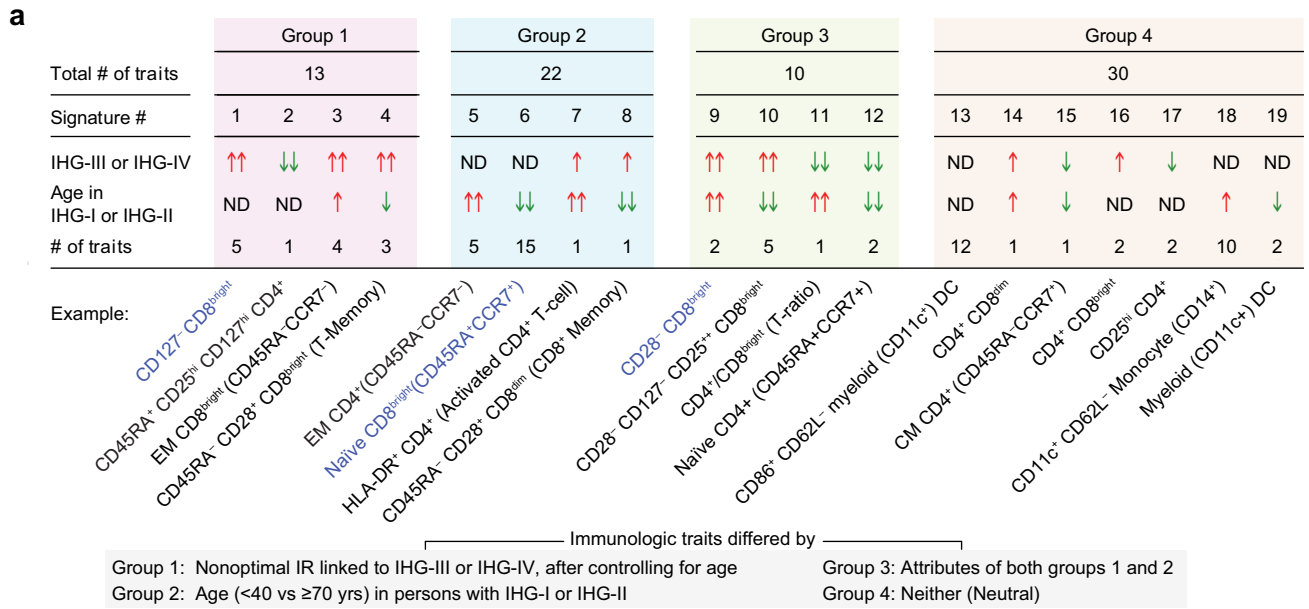 a
Group 1 Group 2 Group 3 Group 4
Total # of traits 13 22 10 30
Signature # 1 2 3 4 5 6 7 8 9 10 11 12 13 14 15 16 17 18 19
IHG-III or IHG-IV ↑↑ ↓↓ ↑↑ ↑↑ ND ND ↑ ↑ ↑↑ ↑↑ ↓↓ ↓↓ ND ↑ ↓ ↑ ↓ ND ND
Age in
IHG-I or IHG-II ND ND ↑ ↓ ↑↑ ↓↓ ↑↑ ↓↓ ↑↑ ↓↓ ↑↑ ↓↓ ND ↑ ↓ ND ND ↑ ↓
# of traits 5 1 4 3 5 15 1 1 2 5 1 2 12 1 1 2 2 10 2
Example:
CD127⁻ CD8ᵇʳⁱᵍʰᵗ
CD45RA⁺ CD25ʰⁱ CD127ʰⁱ CD4⁺
EM CD8ᵇʳⁱᵍʰᵗ (CD45RA⁻CCR7⁻)
CD45RA⁻ CD28⁺ CD8ᵇʳⁱᵍʰᵗ (T-Memory)
EM CD4⁺(CD45RA⁻CCR7⁻)
Naïve CD8ᵇʳⁱᵍʰᵗ(CD45RA⁺CCR7⁺)
HLA-DR⁺ CD4⁺ (Activated CD4⁺ T-cell)
CD45RA⁻ CD28⁺ CD8ᵈⁱᵐ (CD8⁺ Memory)
CD28⁻ CD8ᵇʳⁱᵍʰᵗ
CD28⁻ CD127⁻ CD25⁺⁺ CD8ᵇʳⁱᵍʰᵗ
CD4⁺/CD8ᵇʳⁱᵍʰᵗ (T-ratio)
Naïve CD4+ (CD45RA+CCR7+)
CD86⁺ CD62L⁻ myeloid (CD11c⁺) DC
CD4⁺ CD8ᵈⁱᵐ
CM CD4⁺ (CD45RA⁻CCR7⁺)
CD4⁺ CD8ᵇʳⁱᵍʰᵗ
CD25ʰⁱ CD4⁺
CD11c⁺ CD62L⁻ Monocyte (CD14⁺)
Myeloid (CD11c+) DC
Immunologic traits differed by
Group 1: Nonoptimal IR linked to IHG-III or IHG-IV, after controlling for age
Group 2: Age (<40 vs ≥70 yrs) in persons with IHG-I or IHG-II
Group 3: Attributes of both groups 1 and 2
Group 4: Neither (Neutral)